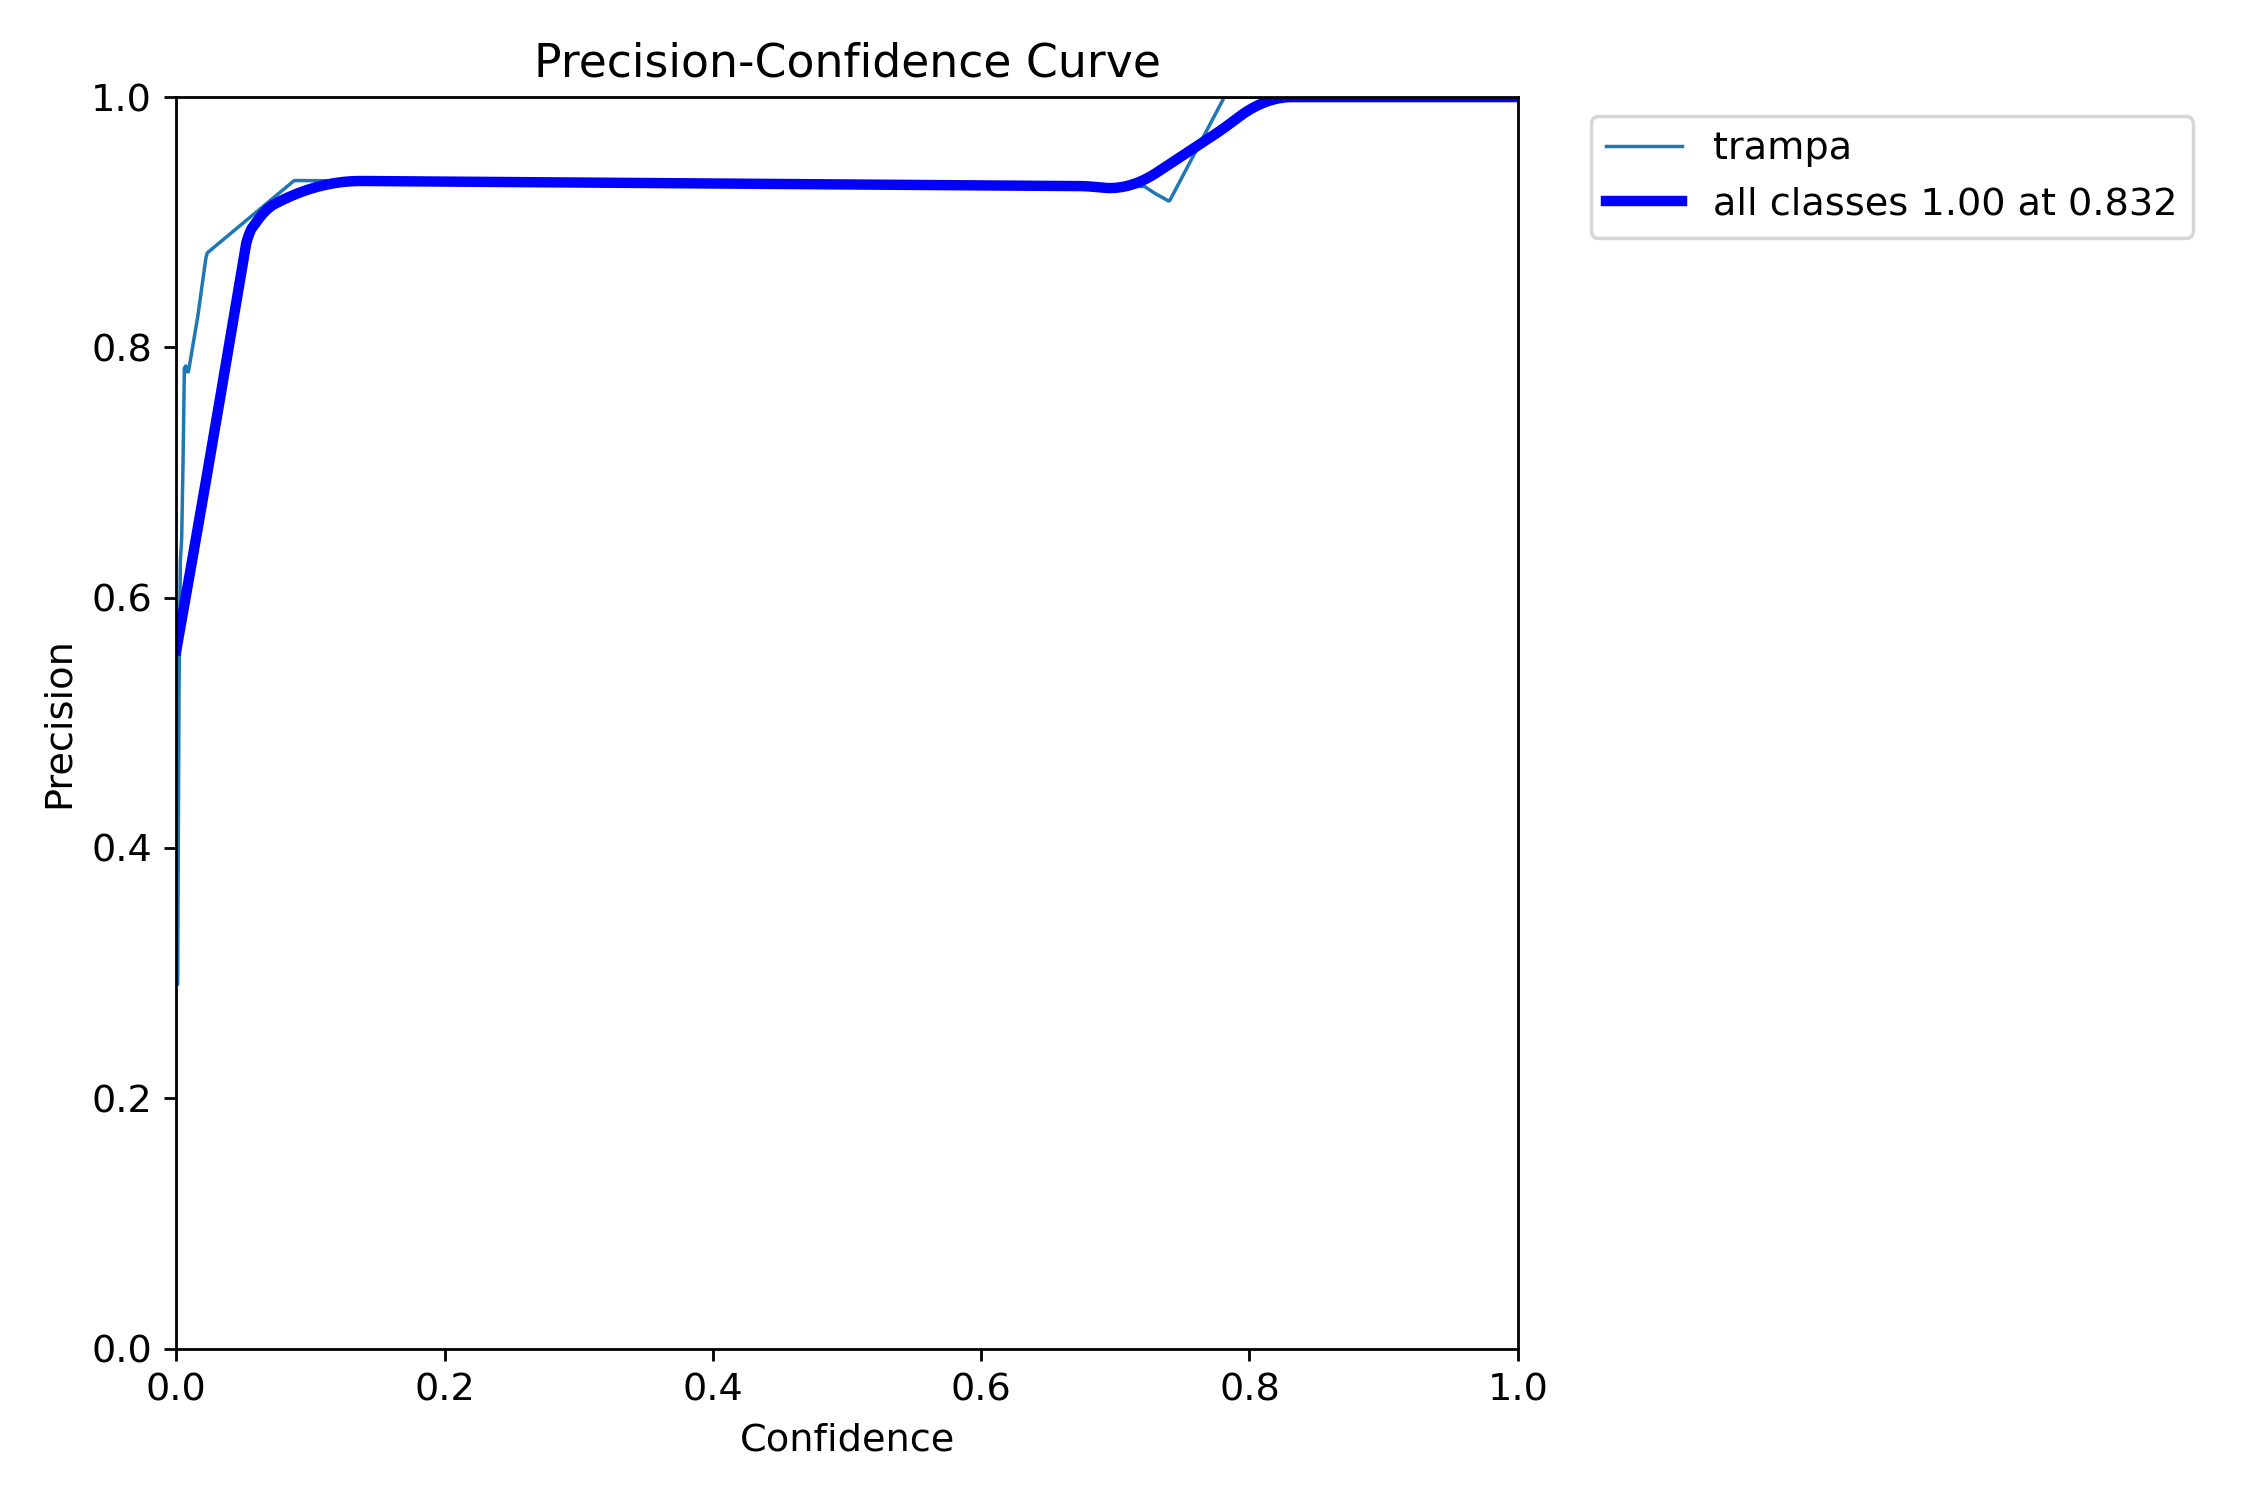 Precision-Confidence Curve
1.0
0.8
0.6
0.4
0.2
0.0
Precision
0.0 0.2 0.4 0.6 0.8 1.0
Confidence
trampa
all classes 1.00 at 0.832